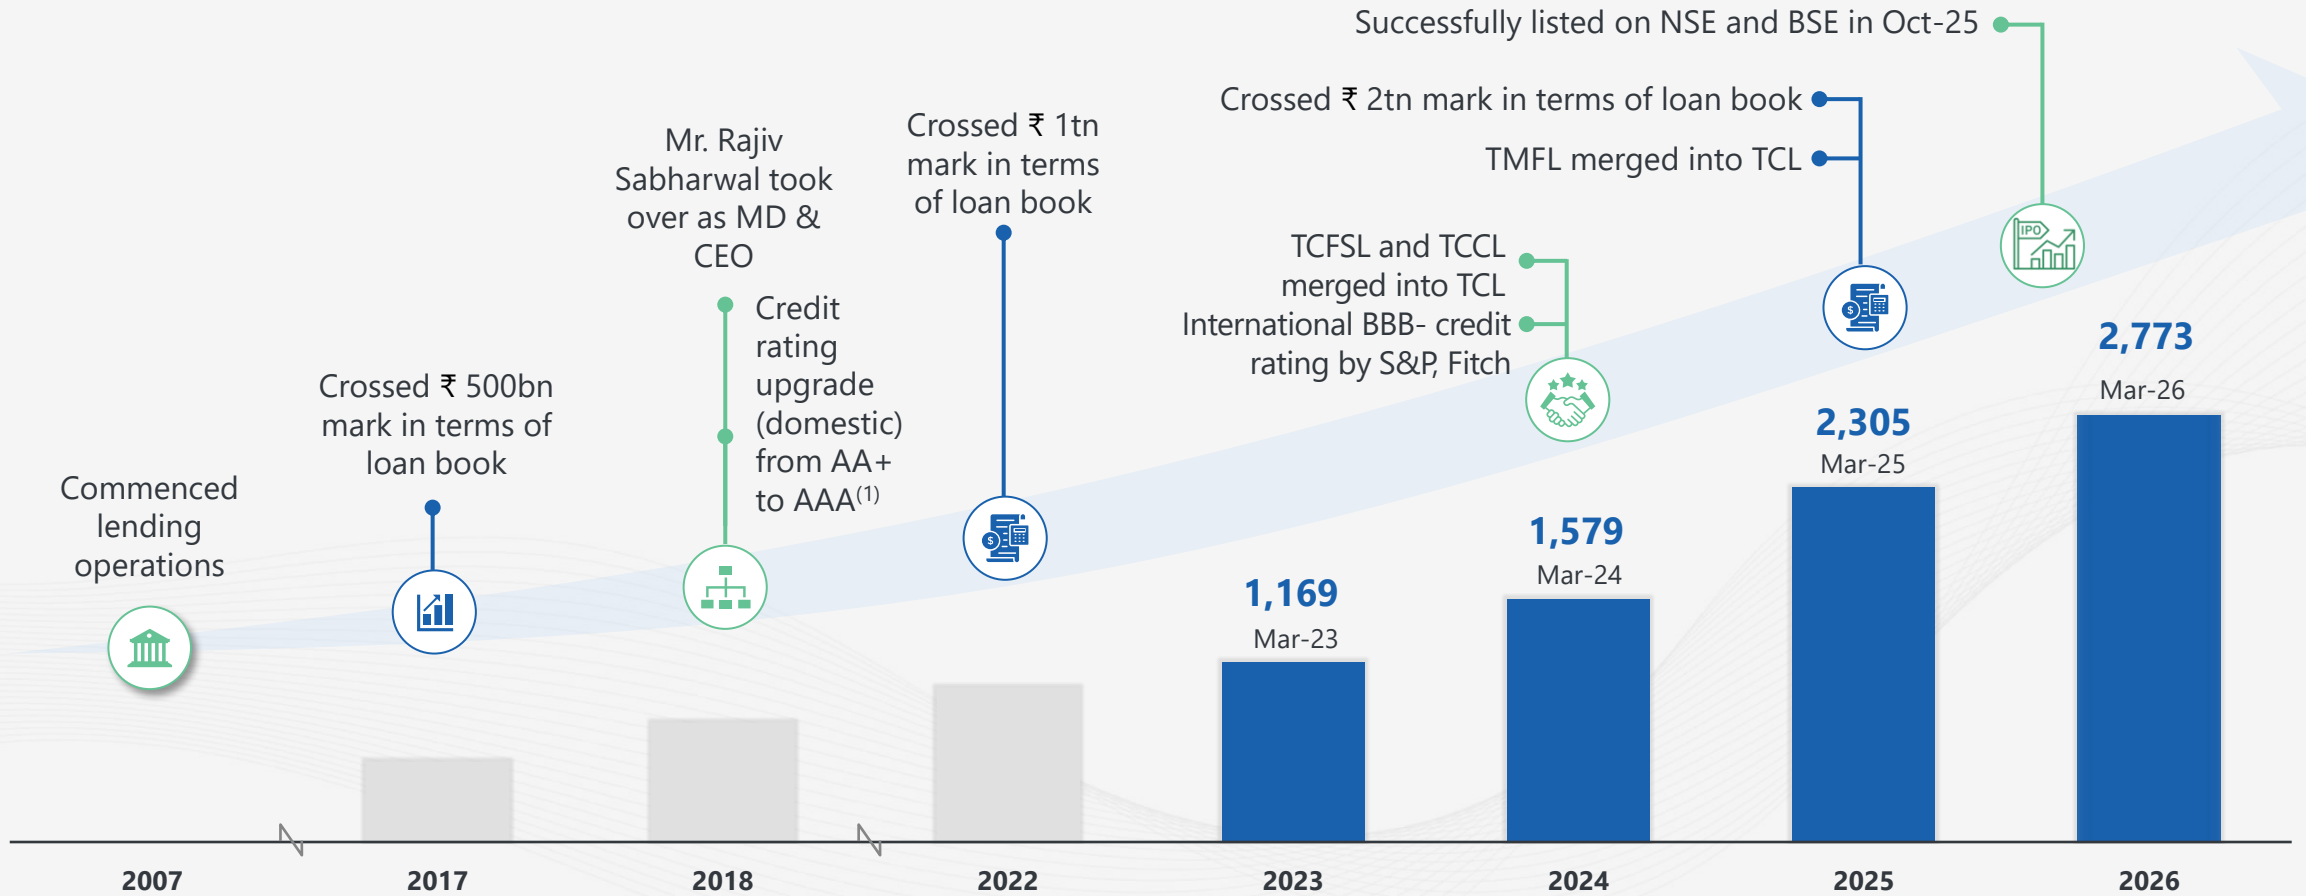 Commenced
lending
operations
Crossed ₹ 500bn
mark in terms of
loan book
Mr. Rajiv
Sabharwal took
over as MD &
CEO
Credit
rating
upgrade
(domestic)
from AA+
to AAA(1)
Crossed ₹ 1tn
mark in terms
of loan book
TCFSL and TCCL
merged into TCL
International BBB- credit
rating by S&P, Fitch
Crossed ₹ 2tn mark in terms of loan book
TMFL merged into TCL
Successfully listed on NSE and BSE in Oct-25
IPO
1,169
Mar-23
1,579
Mar-24
2,305
Mar-25
2,773
Mar-26
2007
2017
2018
2022
2023
2024
2025
2026